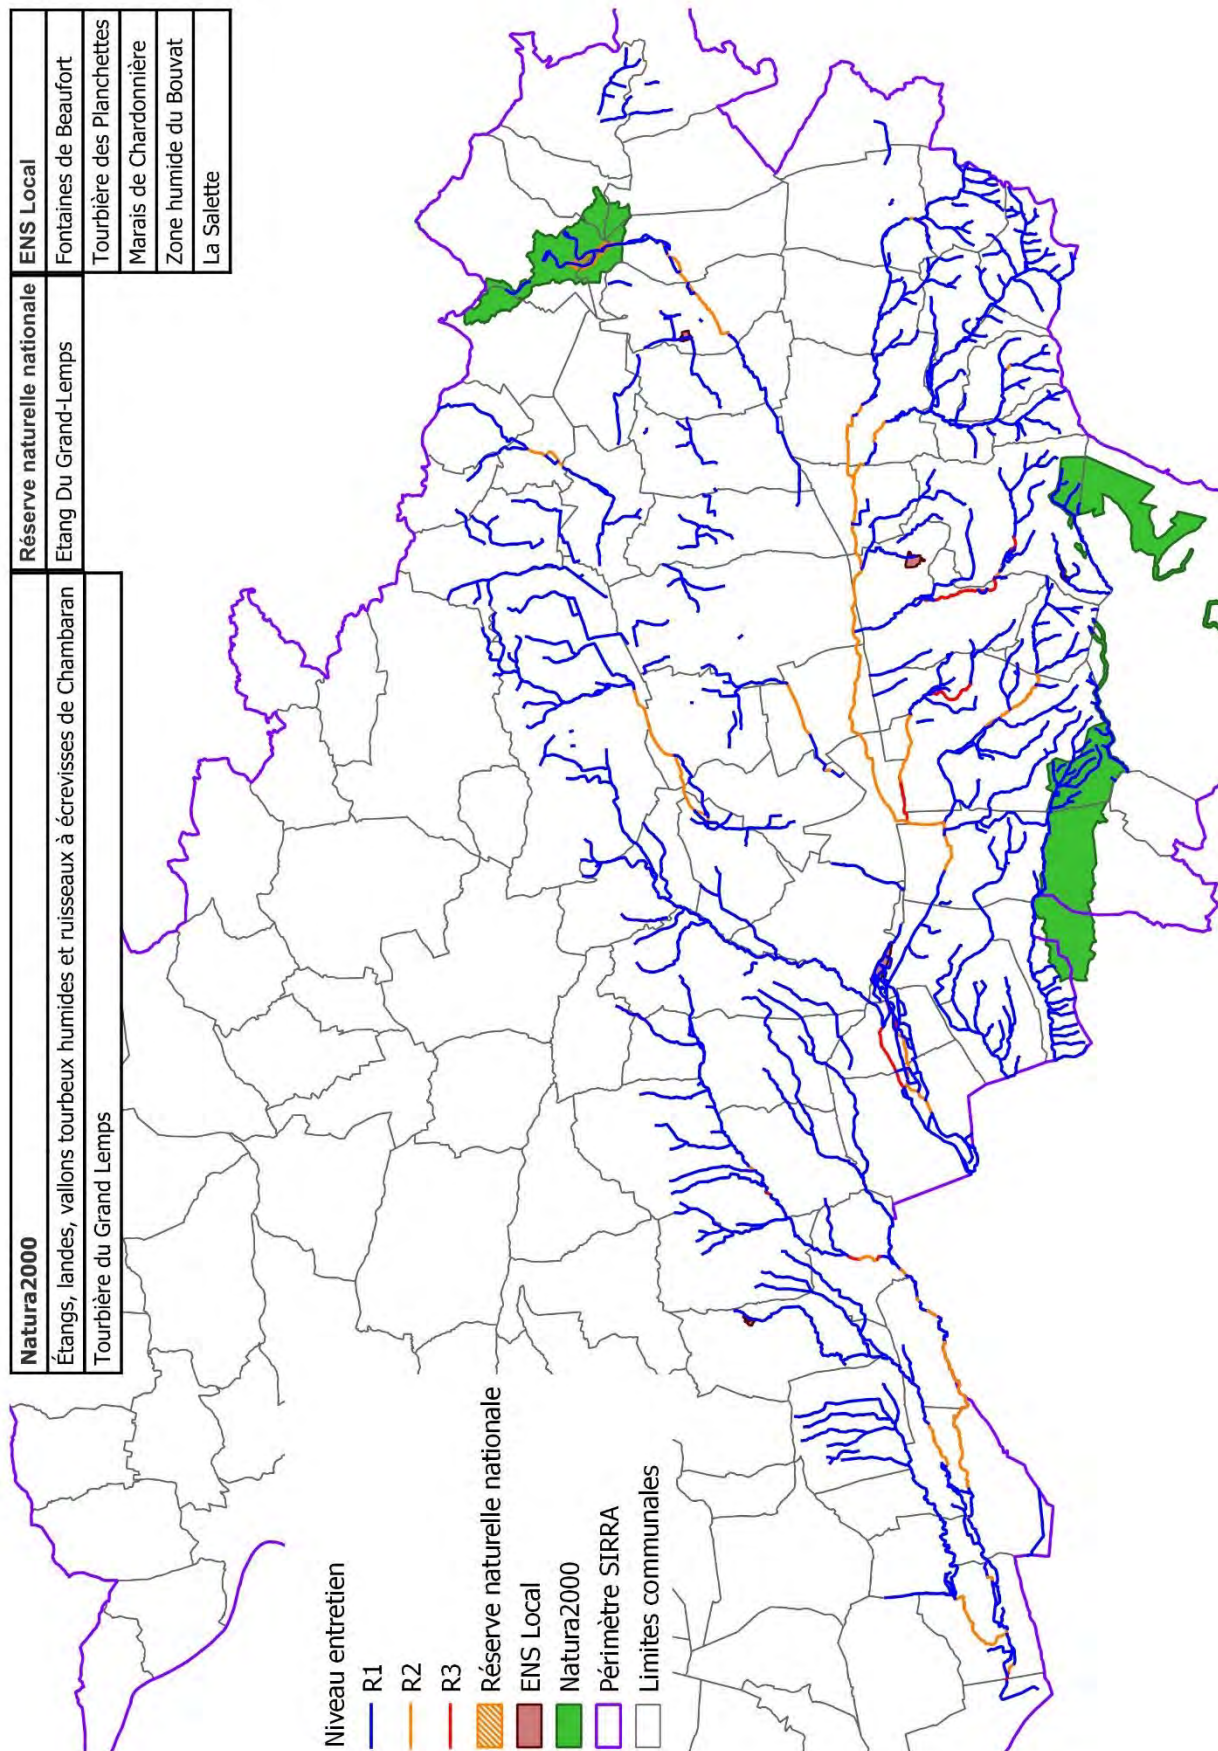 Natura2000
Étangs, landes, vallons tourbeux humides et ruisseaux à écrevisses de Chambaran
Tourbière du Grand Lemps
Réserve naturelle nationale
Etang Du Grand-Lemps
ENS Local
Fontaines de Beaufort
Tourbière des Planchettes
Marais de Chardonnière
Zone humide du Bouvat
La Salette
Niveau entretien
R1
R2
R3
Réserve naturelle nationale
ENS Local
Natura2000
Périmètre SIRRA
Limites communales